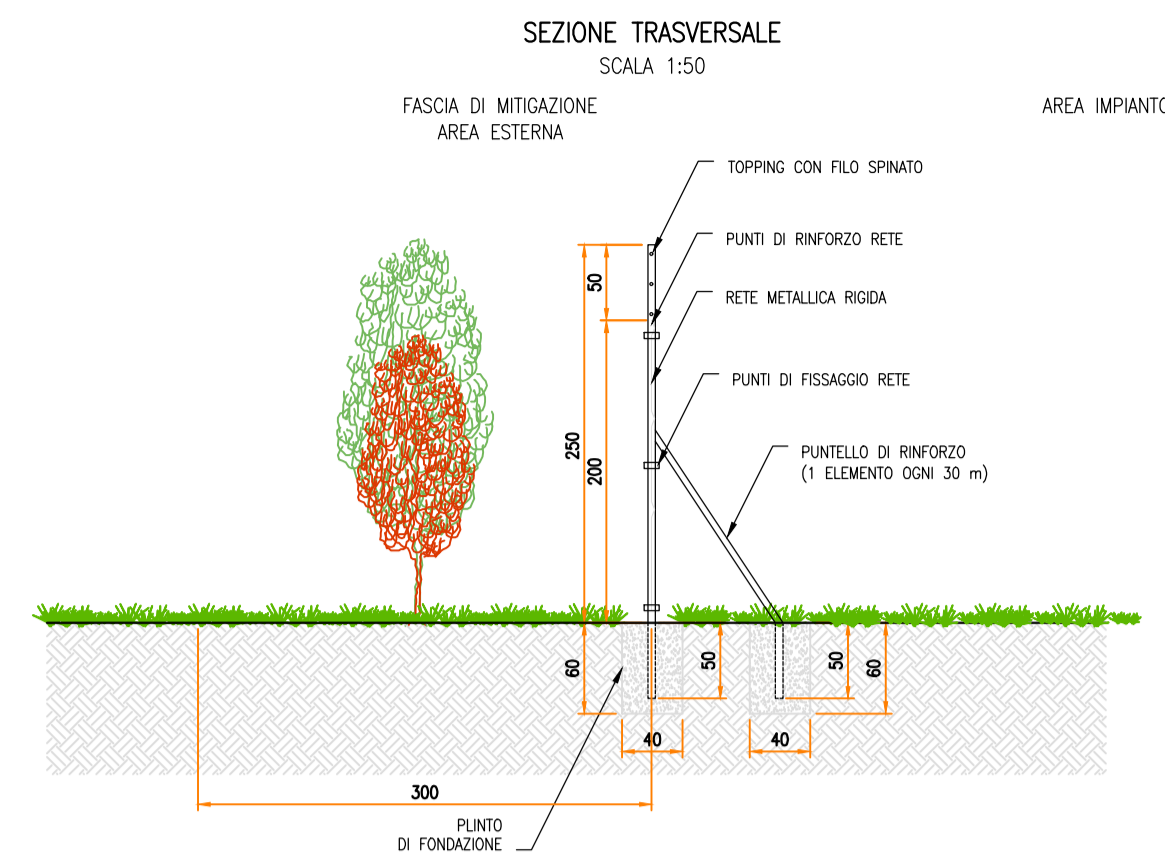 SEZIONE TRASVERSALE
SCALA 1:50
FASCIA DI MITIGAZIONE
AREA ESTERNA
AREA IMPIANTO
TOPPING CON FILO SPINATO
PUNTI DI RINFORZO RETE
RETE METALLICA RIGIDA
PUNTI DI FISSAGGIO RETE
PUNTELLO DI RINFORZO
(1 ELEMENTO OGNI 30 m)
50
250
200
60
50
50
60
40
40
300
PLINTO
DI FONDAZIONE